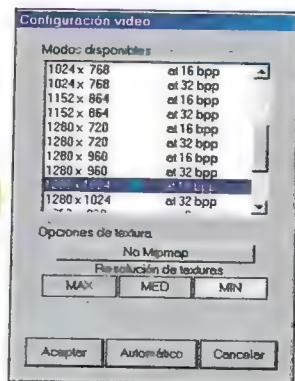 Configuración video
Modos disponibles
1024 x 768 at 16 bpp
1024 x 768 at 32 bpp
1152 x 864 at 16 bpp
1152 x 864 at 32 bpp
1280 x 720 at 16 bpp
1280 x 720 at 32 bpp
1280 x 960 at 16 bpp
1280 x 960 at 32 bpp
1280 x 1024 at 32 bpp
Opciones de textura
No Mipmap
Resolución de texturas
MAX MED MIN
Aceptar Automático Cancelar